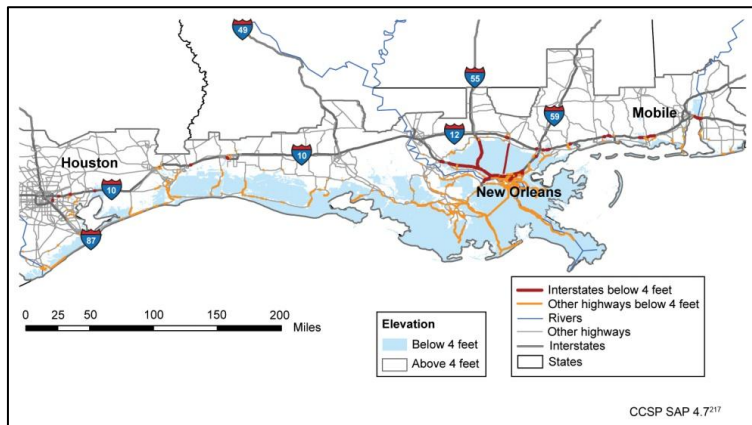 49
55
59
12
Mobile
Houston
10
10
New Orleans
87
0 25 50 100 150 200
Miles
Elevation
Below 4 feet
Above 4 feet
Interstates below 4 feet
Other highways below 4 feet
Rivers
Other highways
Interstates
States
CCSP SAP 4.7217